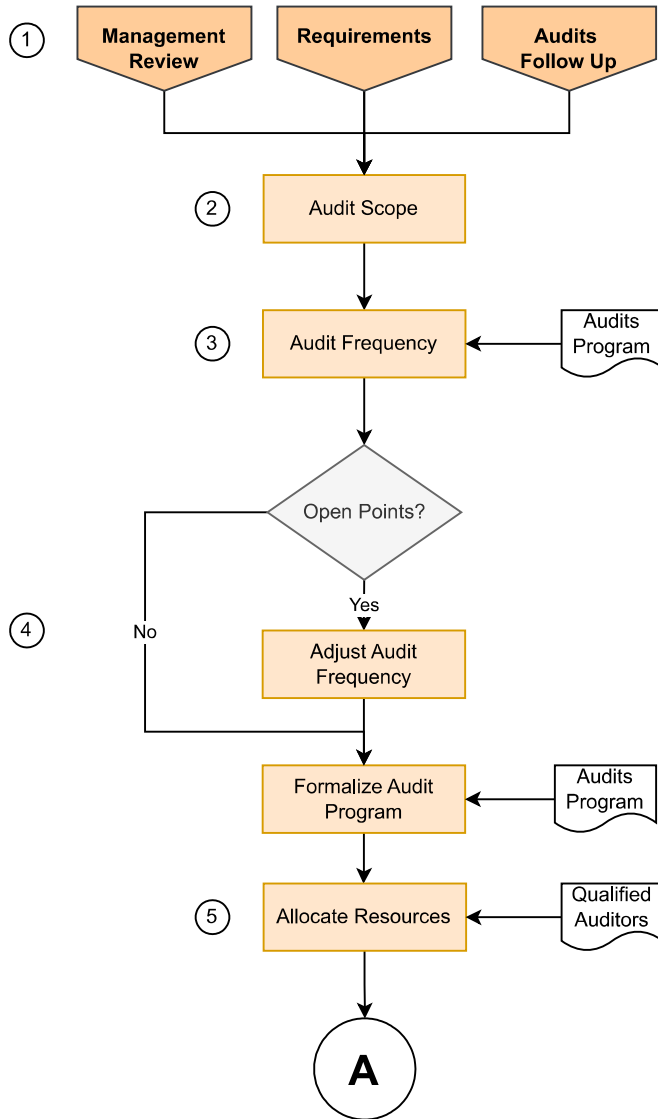 1
Management
Review
Requirements
Audits
Follow Up
2
Audit Scope
3
Audit Frequency
Audits
Program
Open Points?
Yes
No
4
Adjust Audit
Frequency
Formalize Audit
Program
Audits
Program
5
Allocate Resources
Qualified
Auditors
A